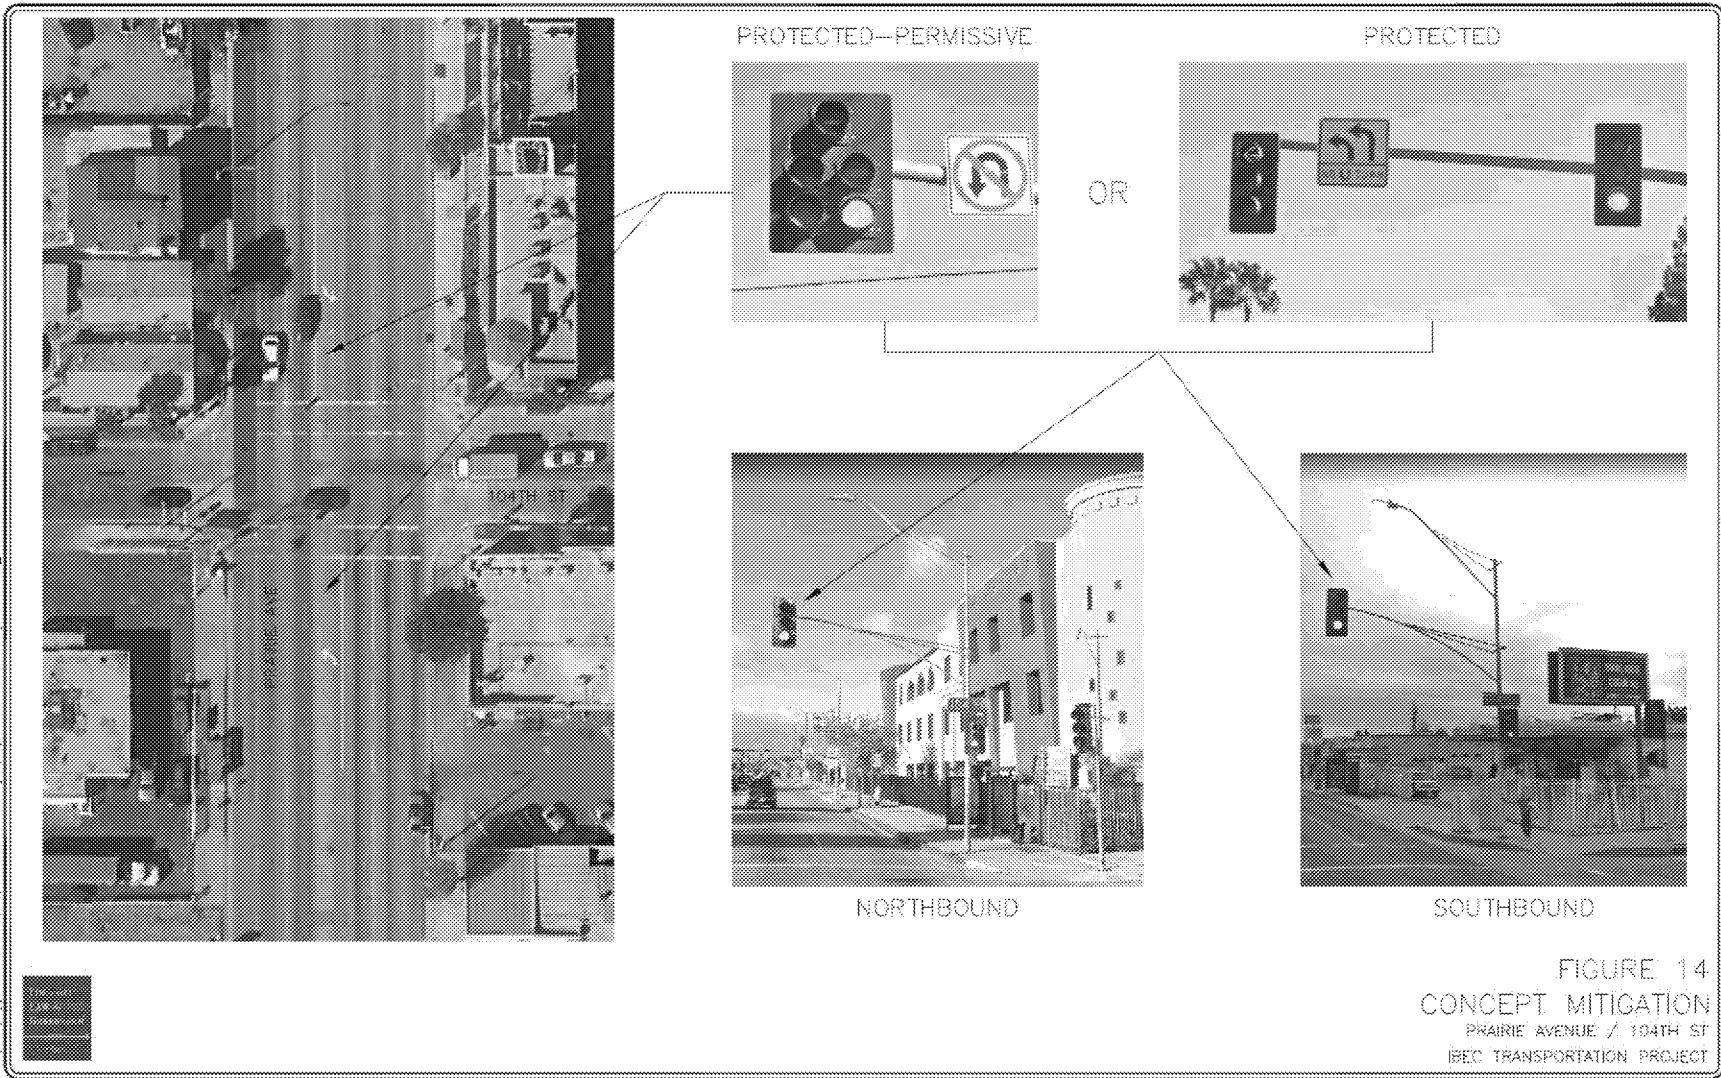 PROTECTED-PERMISSIVE
PROTECTED
OR
104TH ST
PRAIRIE AVE
NORTHBOUND
SOUTHBOUND
FIGURE 14
CONCEPT MITIGATION
PRAIRIE AVENUE / 104TH ST
IBEC TRANSPORTATION PROJECT